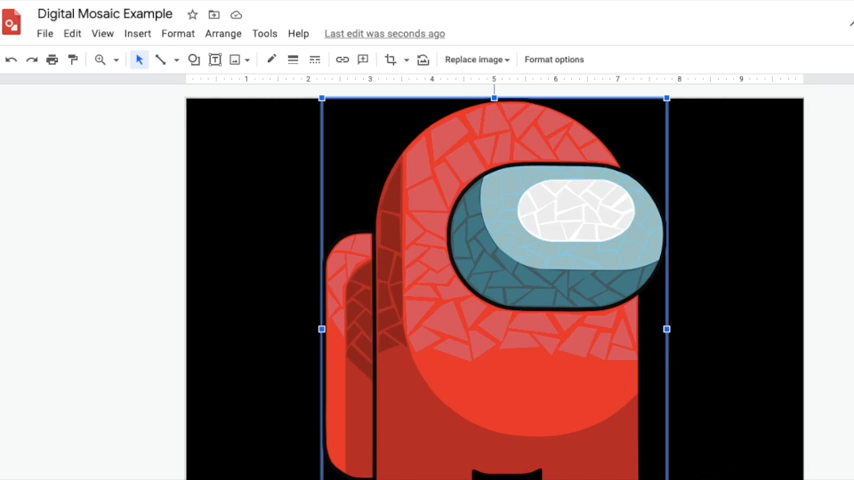 Digital Mosaic Example
File Edit View Insert Format Arrange Tools Help Last edit was seconds ago
Replace image Format options
1 2 3 4 5 6 7 8 9